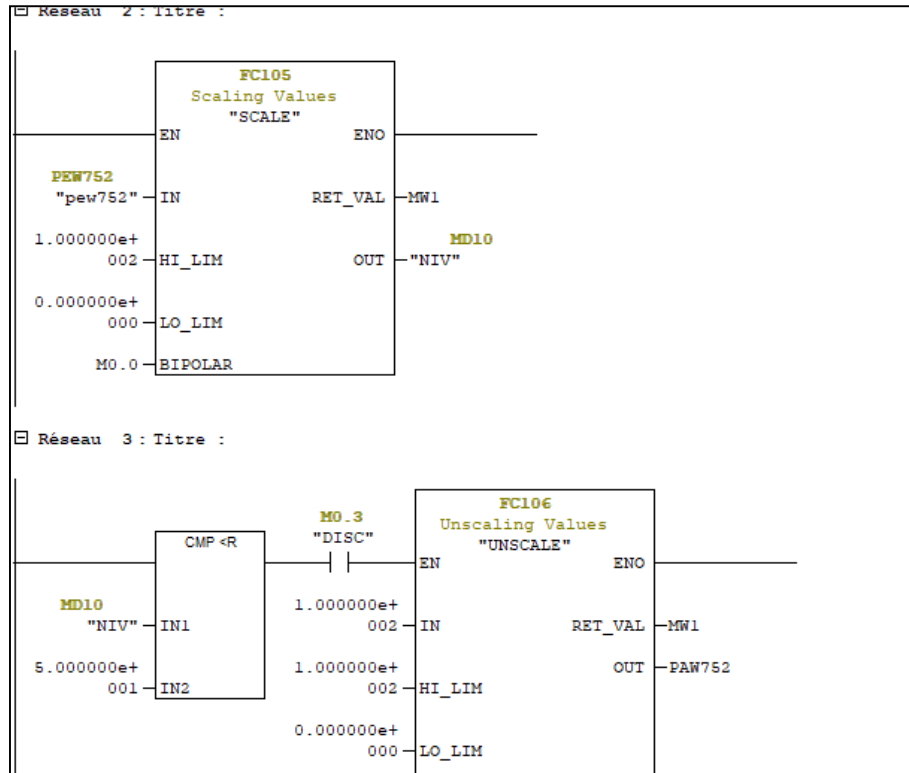 Réseau 2 : Titre :
FC105
Scaling Values
"SCALE"
EN ENO
PEW752
"pew752" IN RET_VAL MW1
1.000000e+ MD10
002 HI_LIM OUT "NIV"
0.000000e+
000 LO_LIM
M0.0 BIPOLAR
Réseau 3 : Titre :
FC106
M0.3 Unscaling Values
CMP <R "DISC" "UNSCALE"
EN ENO
MD10 1.000000e+
"NIV" IN1 002 IN RET_VAL MW1
5.000000e+ 1.000000e+ OUT PAW752
001 IN2 002 HI_LIM
0.000000e+
000 LO_LIM